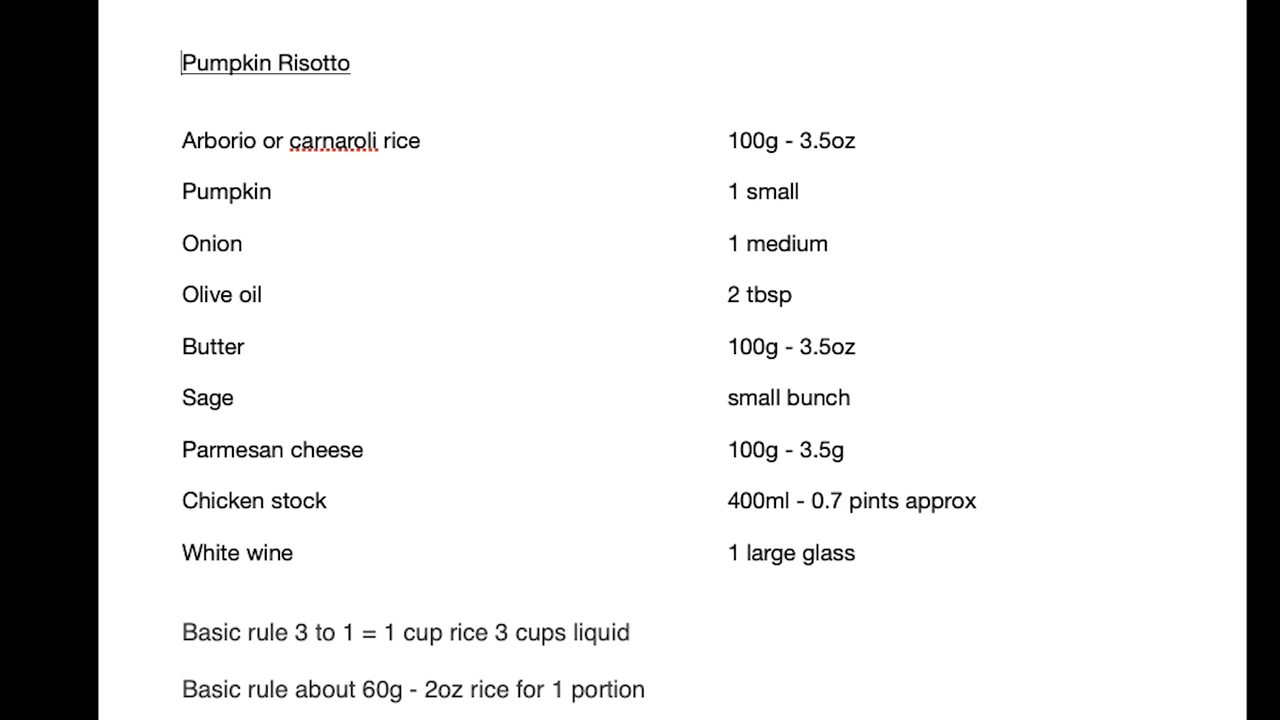 Pumpkin Risotto
Arborio or carnaroli rice 100g - 3.5oz
Pumpkin 1 small
Onion 1 medium
Olive oil 2 tbsp
Butter 100g - 3.5oz
Sage small bunch
Parmesan cheese 100g - 3.5g
Chicken stock 400ml - 0.7 pints approx
White wine 1 large glass
Basic rule 3 to 1 = 1 cup rice 3 cups liquid
Basic rule about 60g - 2oz rice for 1 portion